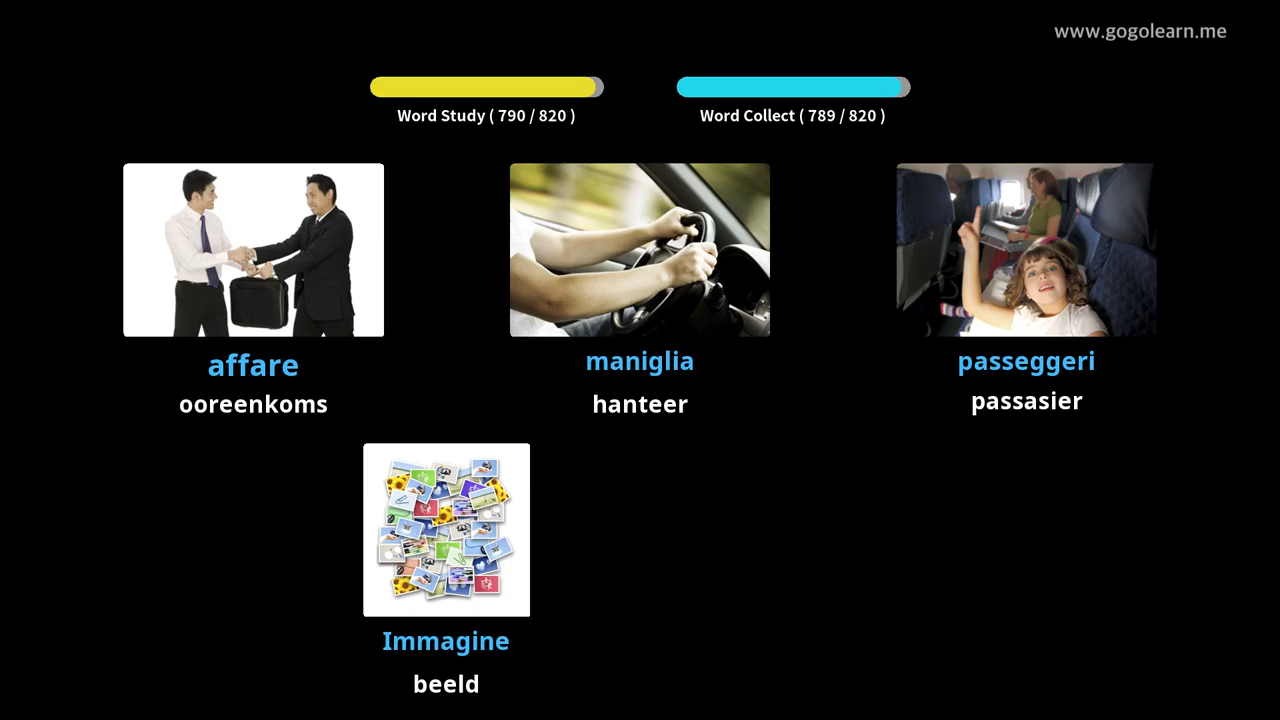 www.gogolearn.me
Word Study ( 790 / 820 )
Word Collect ( 789 / 820 )
affare
maniglia
passeggeri
ooreenkoms
hanteer
passasier
Immagine
beeld